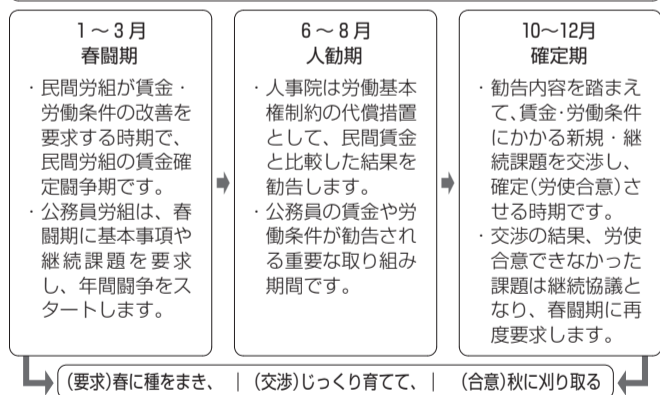 1～3月
春闘期
・民間労組が賃金・
労働条件の改善を
要求する時期で、
民間労組の賃金確
定闘争期です。
・公務員労組は、春
闘期に基本事項や
継続課題を要求
し、年間闘争をス
タートします。
6～8月
人勧期
・人事院は労働基本
権制約の代償措置
として、民間賃金
と比較した結果を
勧告します。
・公務員の賃金や労
働条件が勧告され
る重要な取り組み
期間です。
10～12月
確定期
・勧告内容を踏まえ
て、賃金・労働条件
にかかる新規・継
続課題を交渉し、
確定(労使合意)さ
せる時期です。
・交渉の結果、労使
合意できなかった
課題は継続協議と
なり、春闘期に再
度要求します。
(要求)春に種をまき、 | (交渉)じっくり育てて、 | (合意)秋に刈り取る